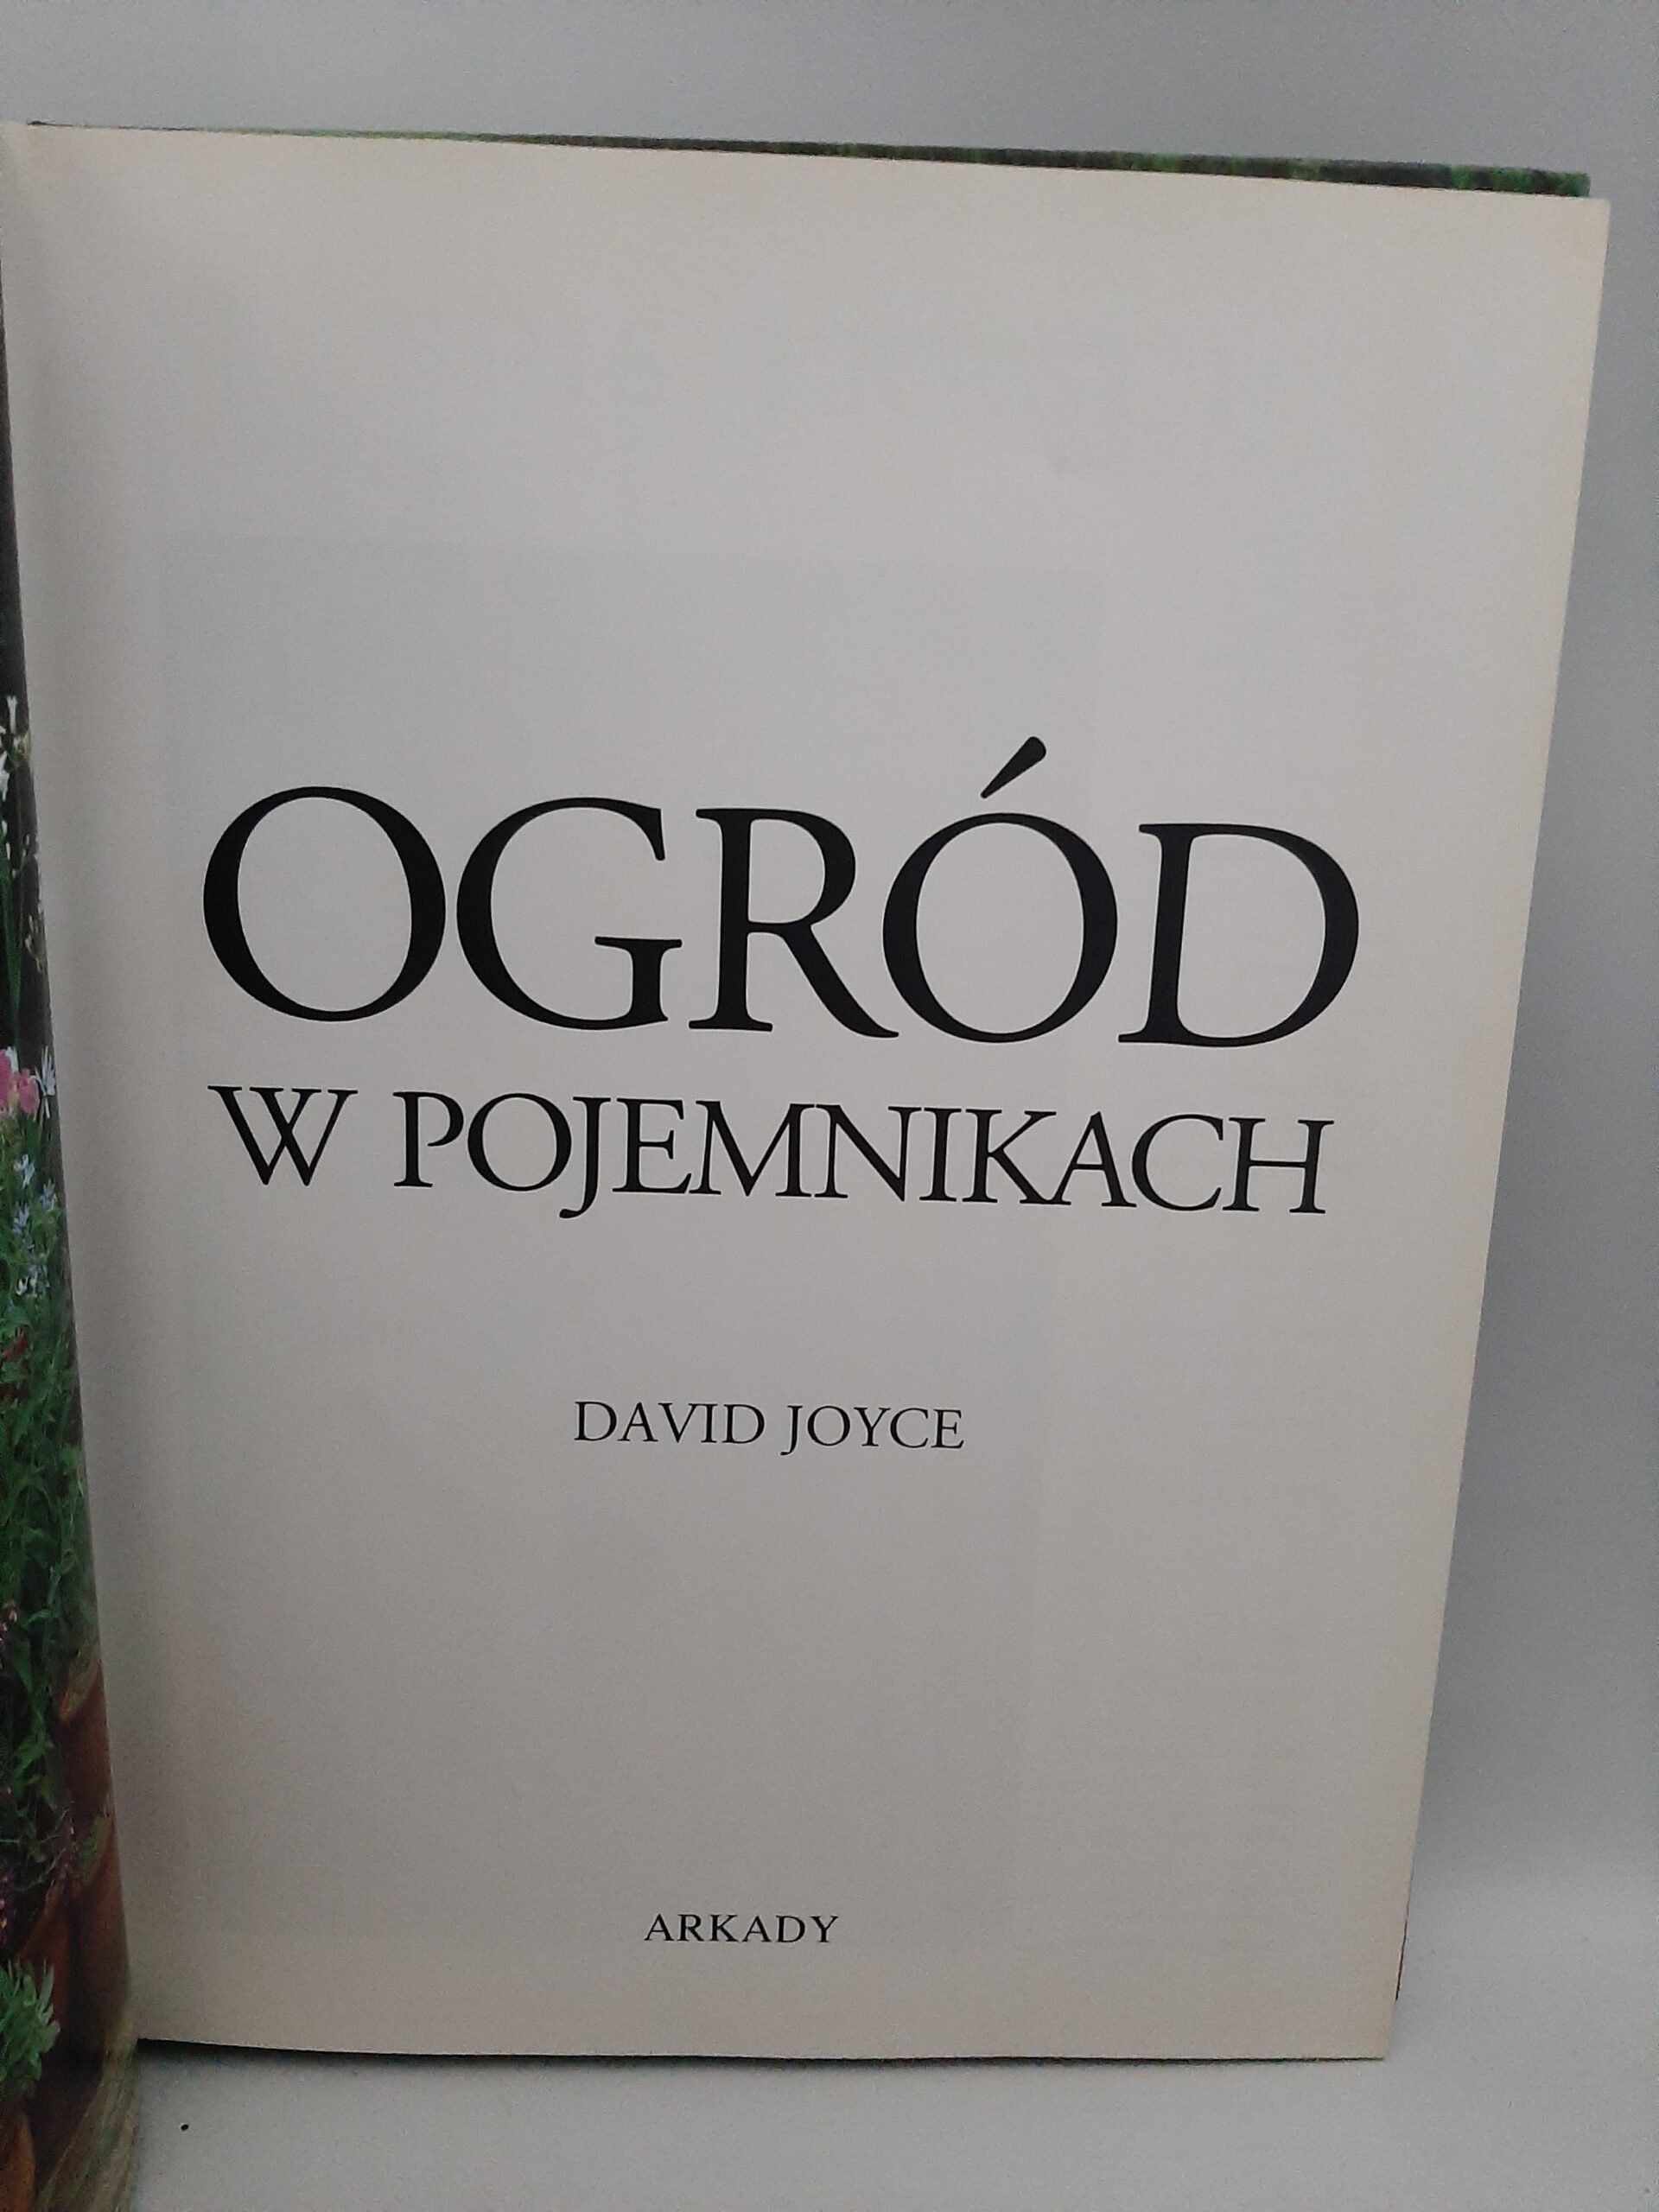 OGRÓD
W POJEMNIKACH
DAVID JOYCE
ARKADY